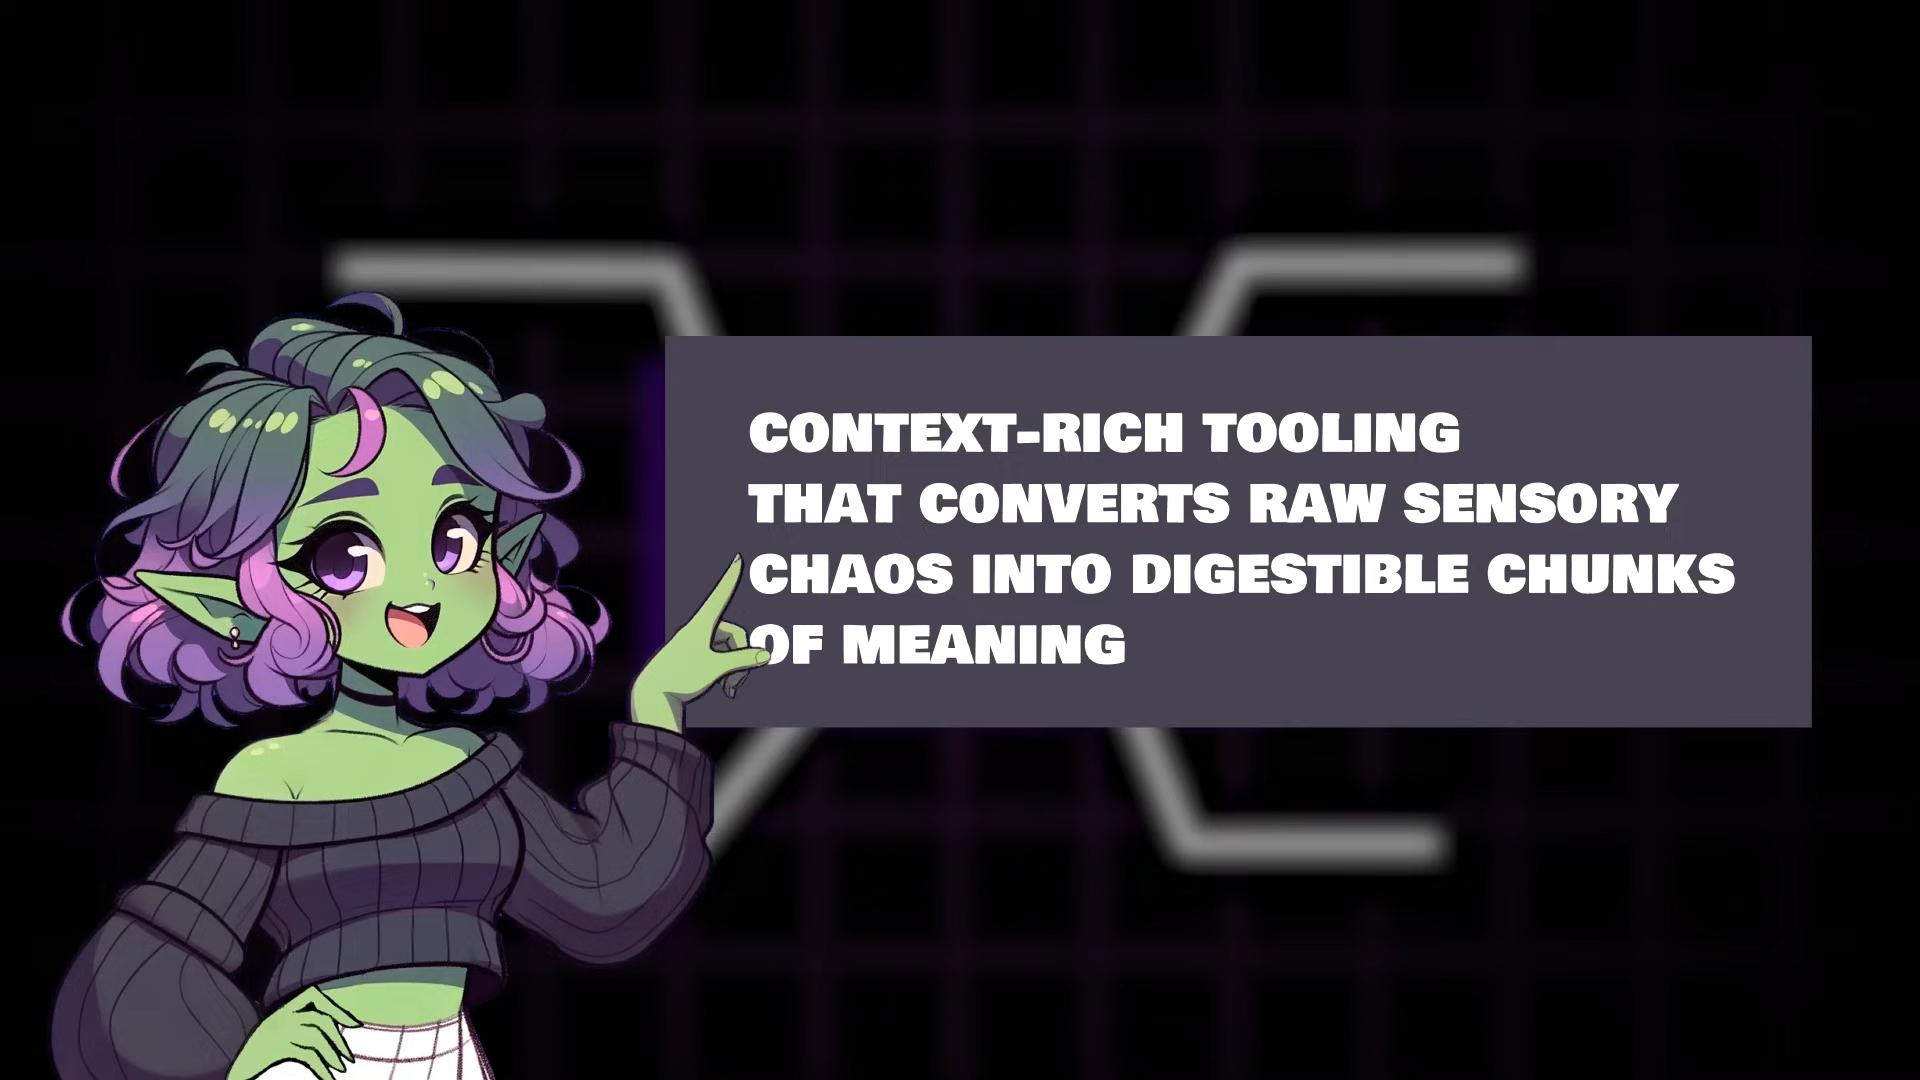 CONTEXT-RICH TOOLING
THAT CONVERTS RAW SENSORY
CHAOS INTO DIGESTIBLE CHUNKS
OF MEANING